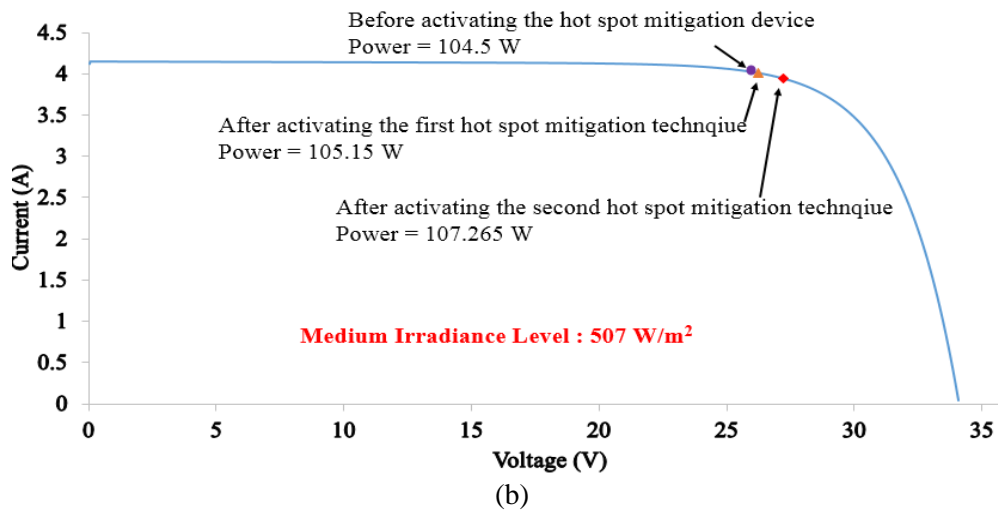 Before activating the hot spot mitigation device
Power = 104.5 W
After activating the first hot spot mitigation technqiue
Power = 105.15 W
After activating the second hot spot mitigation technqiue
Power = 107.265 W
Medium Irradiance Level : 507 W/m²
Current (A)
4.5
4
3.5
3
2.5
2
1.5
1
0.5
0
0 5 10 15 20 25 30 35
Voltage (V)
(b)